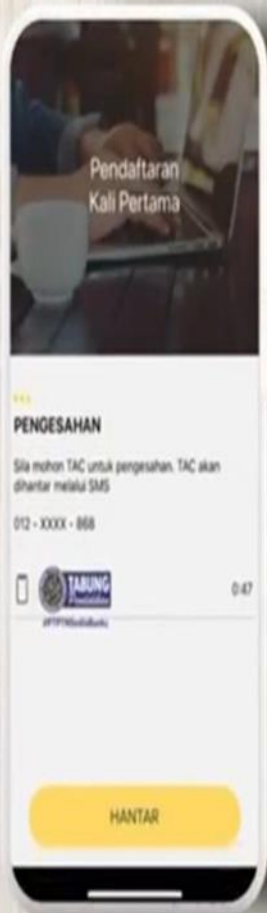 Pendaftaran
Kali Pertama
PENGESAHAN
Sila mohon TAC untuk pengesahan. TAC akan
dihantar melalui SMS
012 - XXXX - 868
TABUNG
0:47
HANTAR